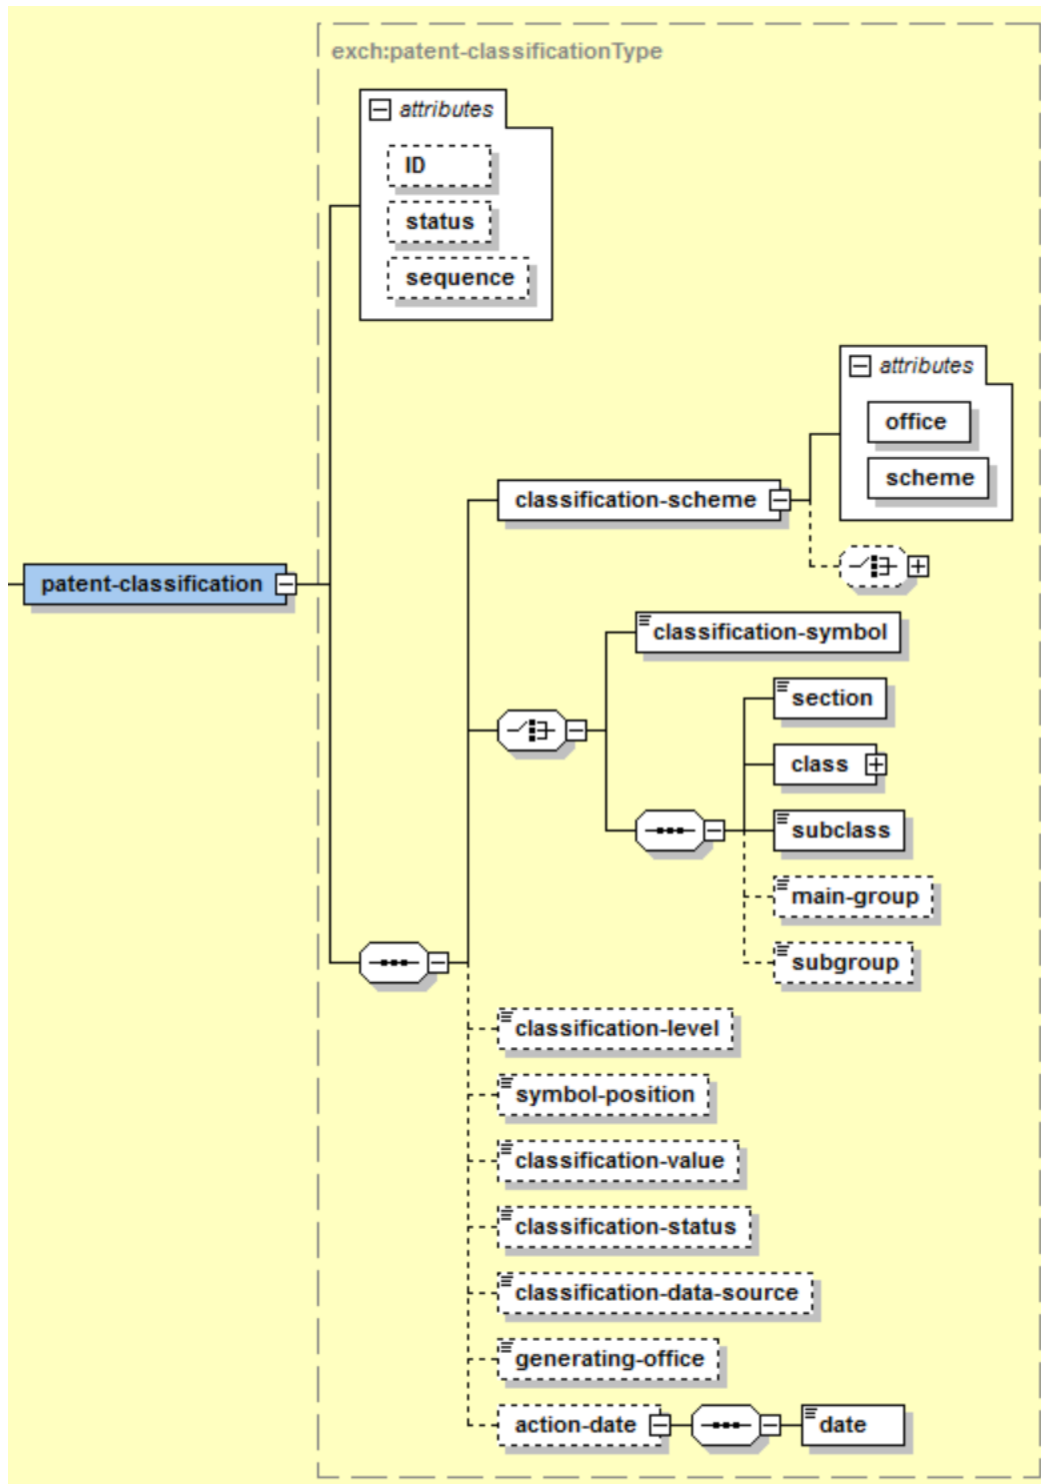 exch:patent-classificationType
attributes
ID
status
sequence
attributes
office
scheme
classification-scheme
patent-classification
classification-symbol
section
class
subclass
main-group
subgroup
classification-level
symbol-position
classification-value
classification-status
classification-data-source
generating-office
action-date
date